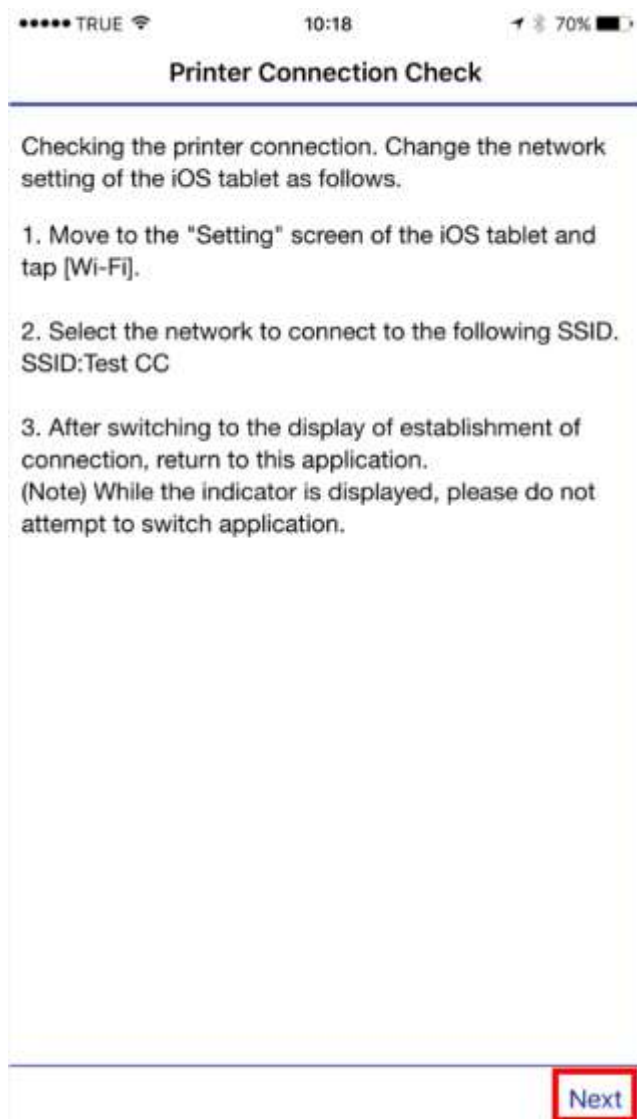 TRUE 10:18 70%
Printer Connection Check
Checking the printer connection. Change the network
setting of the iOS tablet as follows.
1. Move to the "Setting" screen of the iOS tablet and
tap [Wi-Fi].
2. Select the network to connect to the following SSID.
SSID:Test CC
3. After switching to the display of establishment of
connection, return to this application.
(Note) While the indicator is displayed, please do not
attempt to switch application.
Next